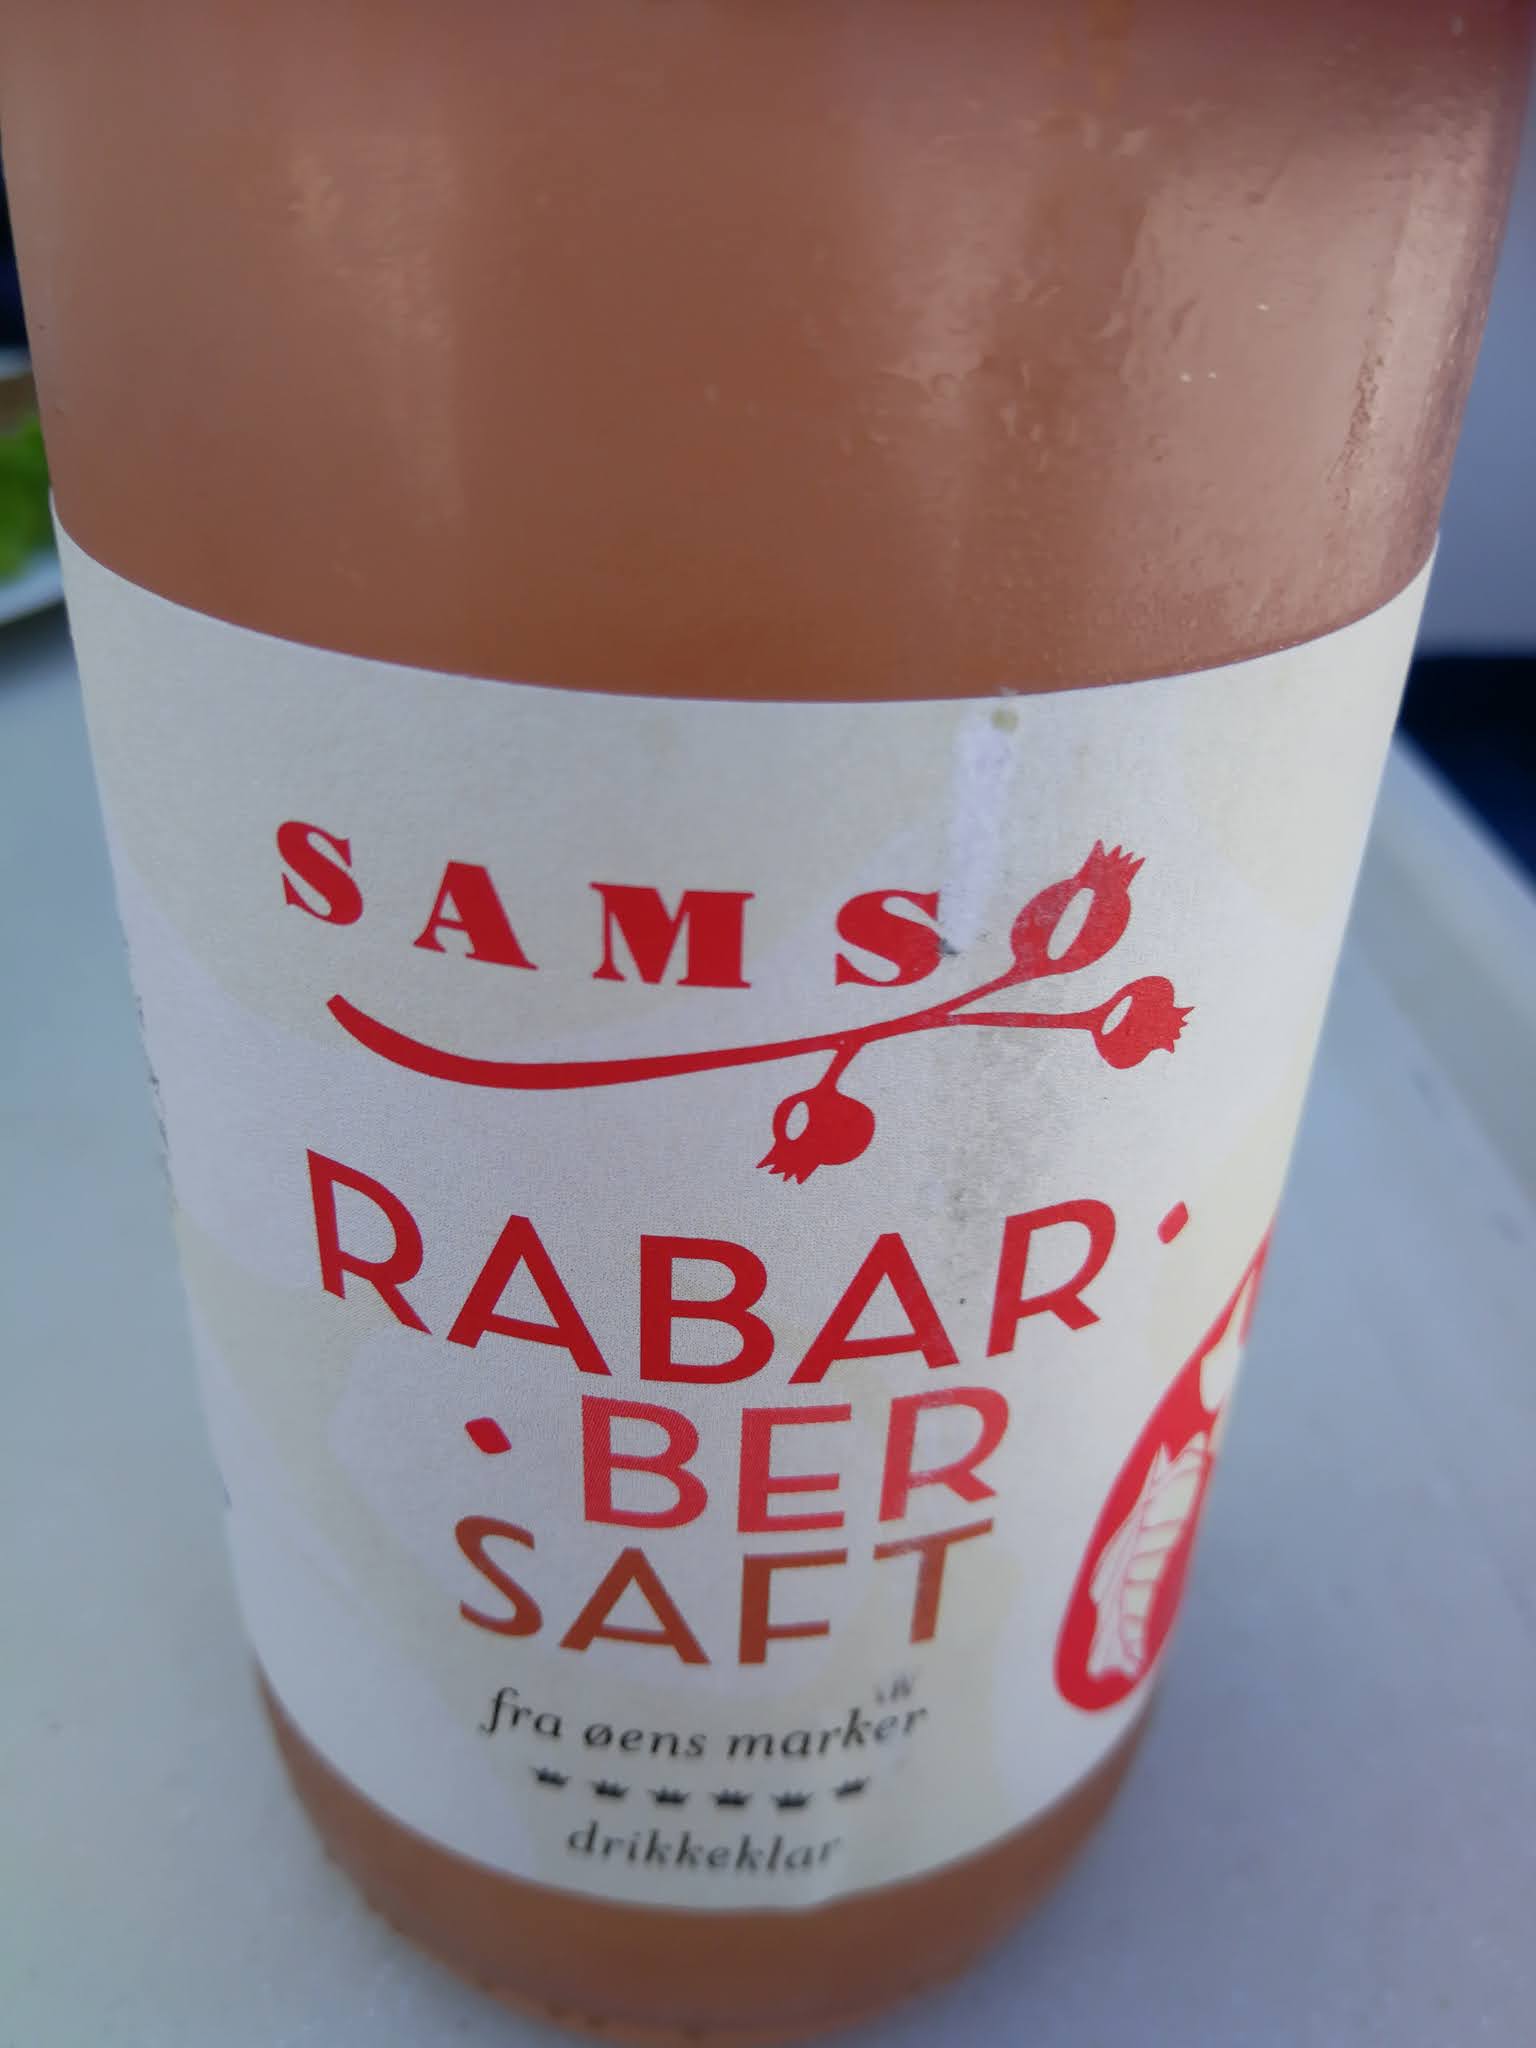 SAMSØ
RABAR·
·BER
SAFT
fra øens marker
drikkeklar